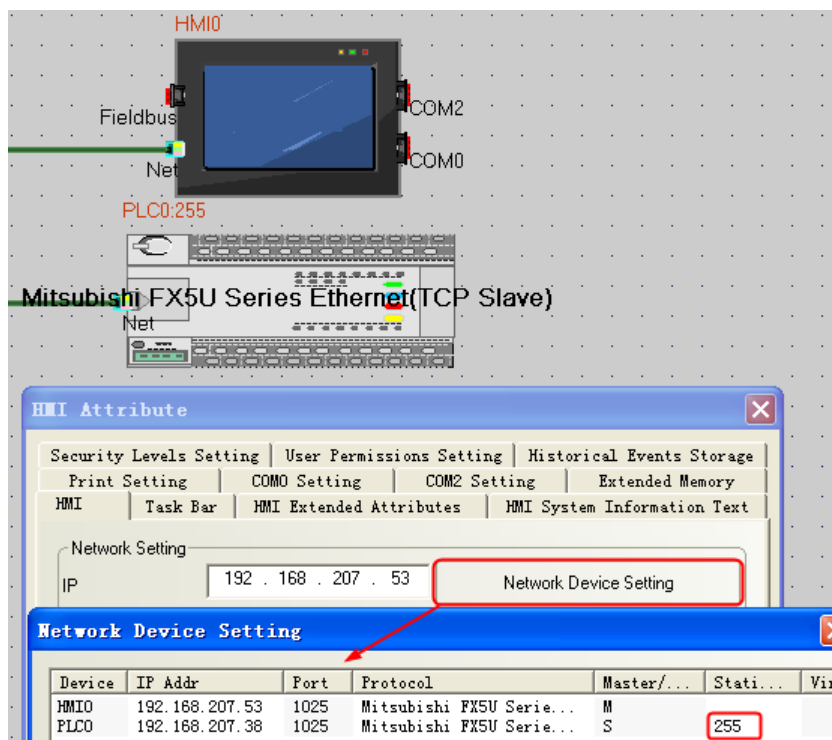 HMI0
Fieldbus
COM2
Net
COM0
PLC0:255
Mitsubishi FX5U Series Ethernet(TCP Slave)
Net
HMI Attribute
Security Levels Setting User Permissions Setting Historical Events Storage
Print Setting COM0 Setting COM2 Setting Extended Memory
HMI Task Bar HMI Extended Attributes HMI System Information Text
Network Setting
IP 192 . 168 . 207 . 53 Network Device Setting
Network Device Setting
Device IP Addr Port Protocol Master/... Stati... Vir
HMI0 192.168.207.53 1025 Mitsubishi FX5U Serie... M
PLC0 192.168.207.38 1025 Mitsubishi FX5U Serie... S 255